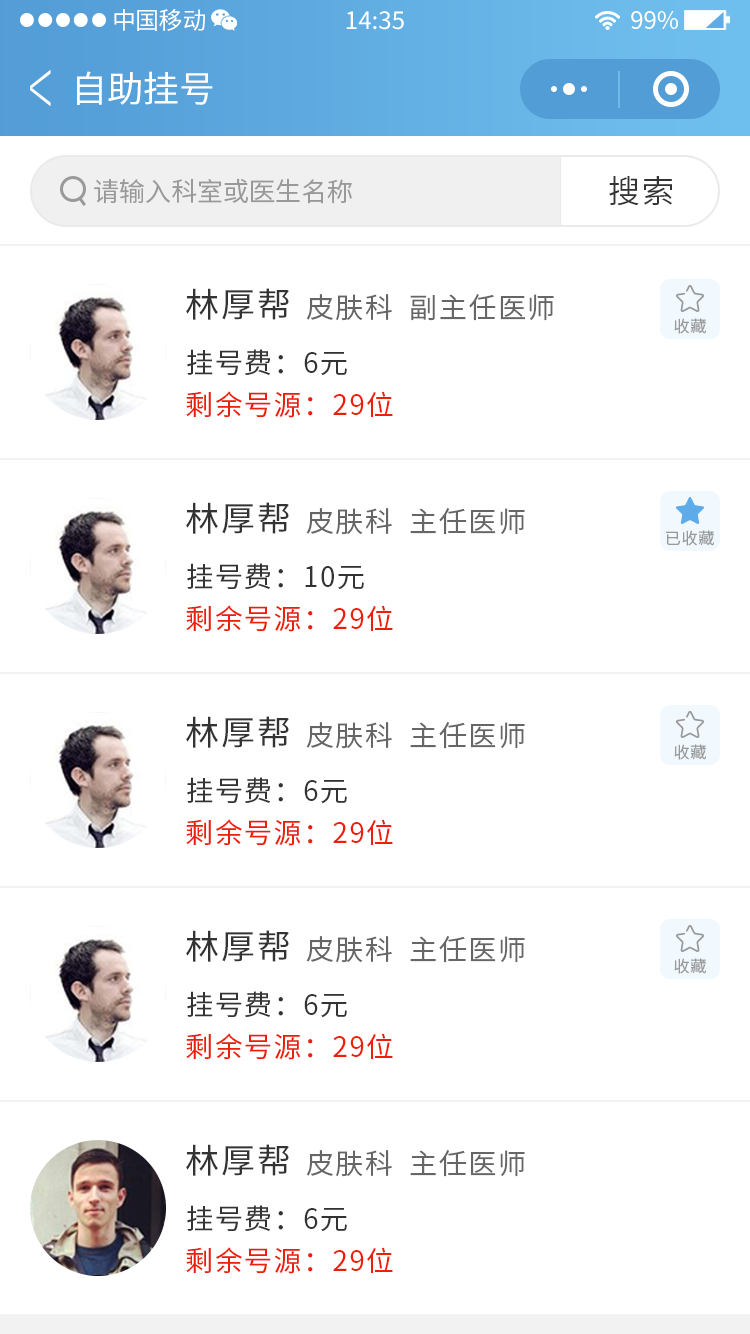 中国移动 14:35 99%
自助挂号
请输入科室或医生名称 搜索
林厚帮 皮肤科 副主任医师
收藏
挂号费：6元
剩余号源：29位
林厚帮 皮肤科 主任医师
已收藏
挂号费：10元
剩余号源：29位
林厚帮 皮肤科 主任医师
收藏
挂号费：6元
剩余号源：29位
林厚帮 皮肤科 主任医师
收藏
挂号费：6元
剩余号源：29位
林厚帮 皮肤科 主任医师
挂号费：6元
剩余号源：29位